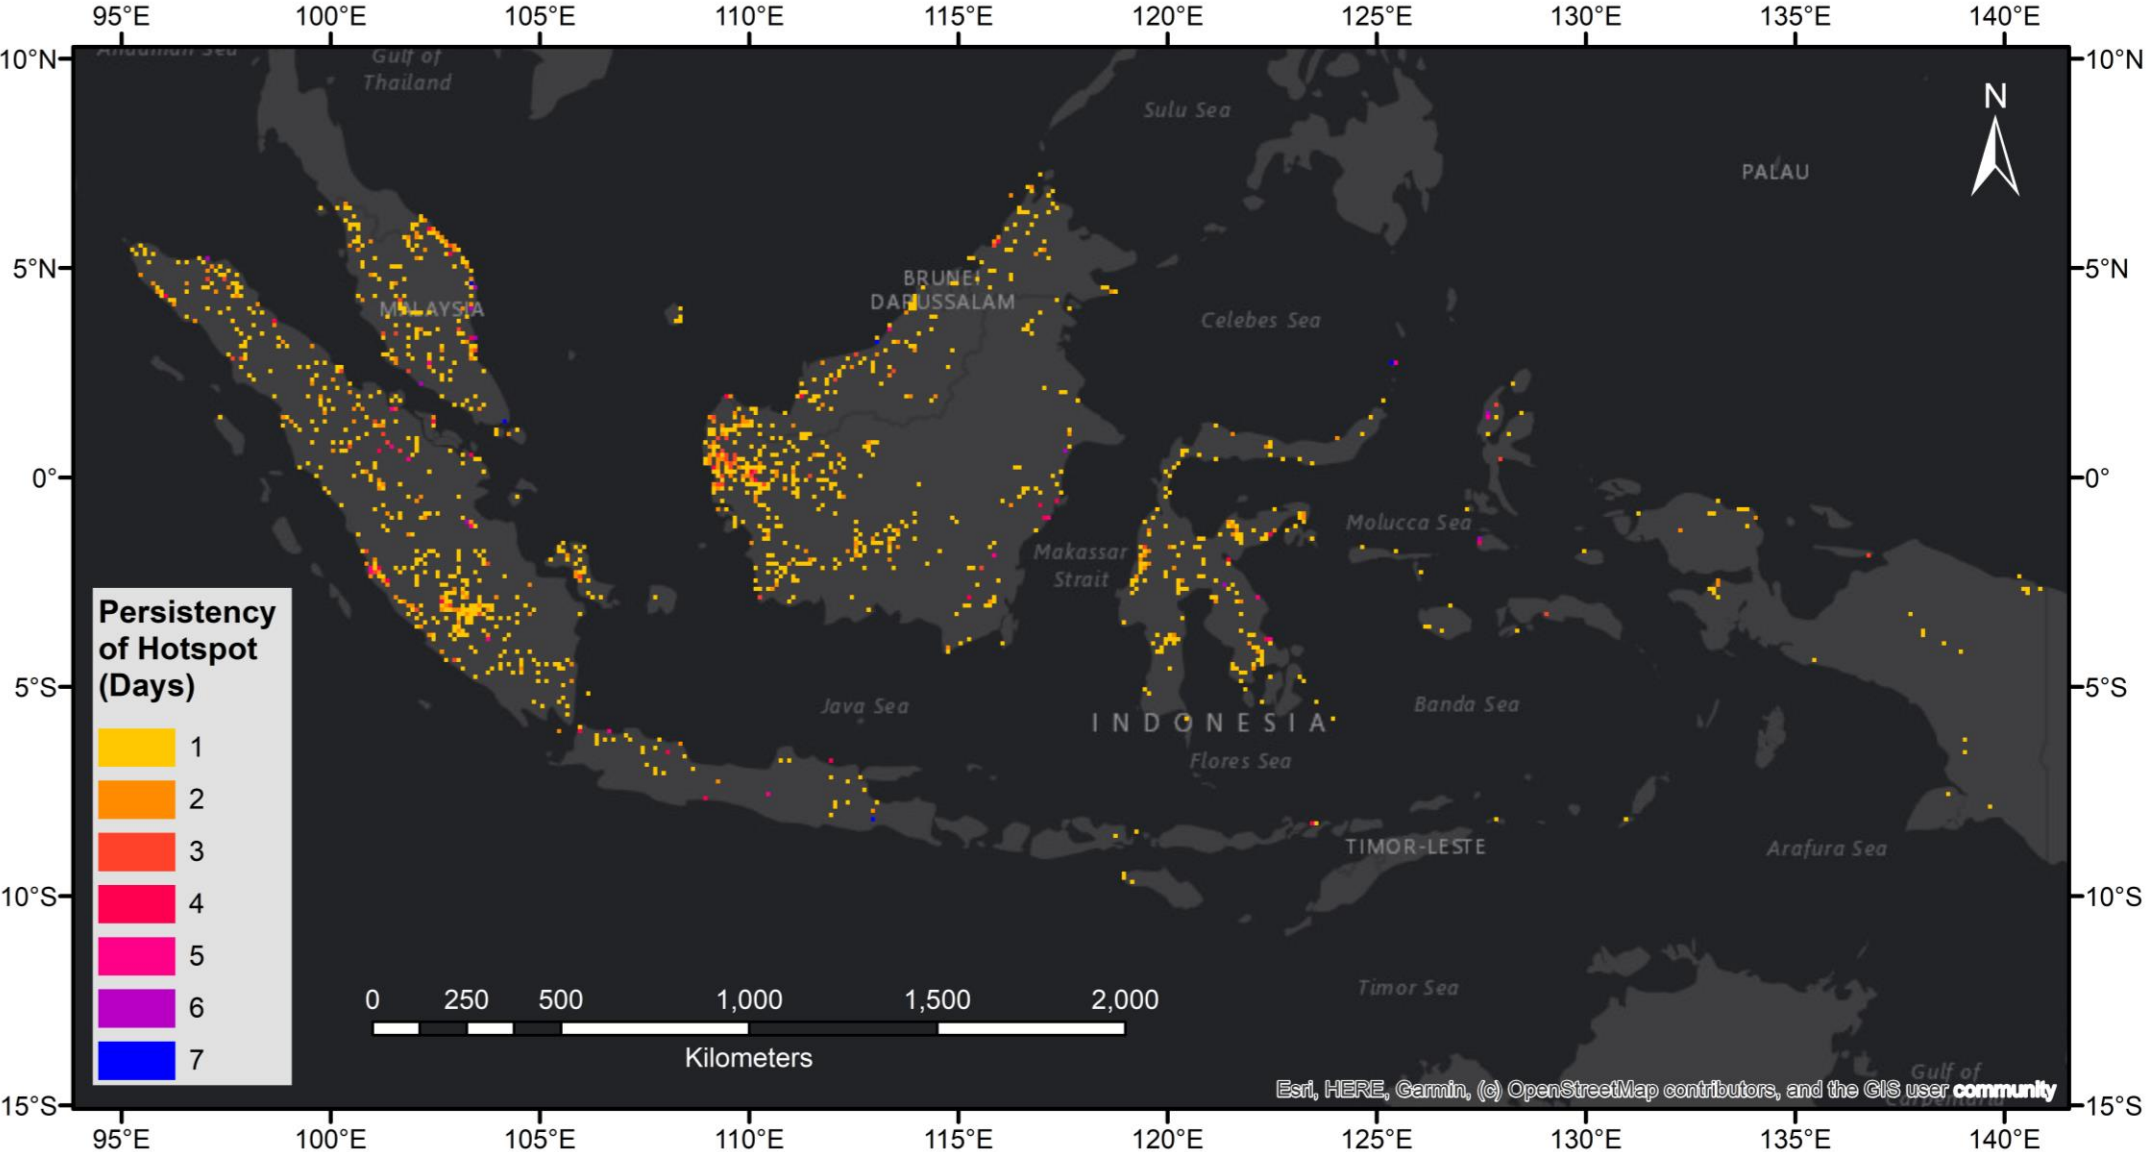 95°E 100°E 105°E 110°E 115°E 120°E 125°E 130°E 135°E 140°E
10°N 10°N
Andaman Sea
Gulf of
Thailand
Sulu Sea
N
PALAU
5°N 5°N
BRUNEI
DARUSSALAM
MALAYSIA
Celebes Sea
0° 0°
Molucca Sea
Makassar
Strait
Persistency
of Hotspot
(Days)
1
2
3
4
5
6
7
5°S 5°S
Java Sea
Banda Sea
INDONESIA
Flores Sea
TIMOR-LESTE
Arafura Sea
10°S 10°S
Timor Sea
0 250 500 1,000 1,500 2,000
Kilometers
Gulf of
Carpentaria
Esri, HERE, Garmin, (c) OpenStreetMap contributors, and the GIS user community
15°S 15°S
95°E 100°E 105°E 110°E 115°E 120°E 125°E 130°E 135°E 140°E